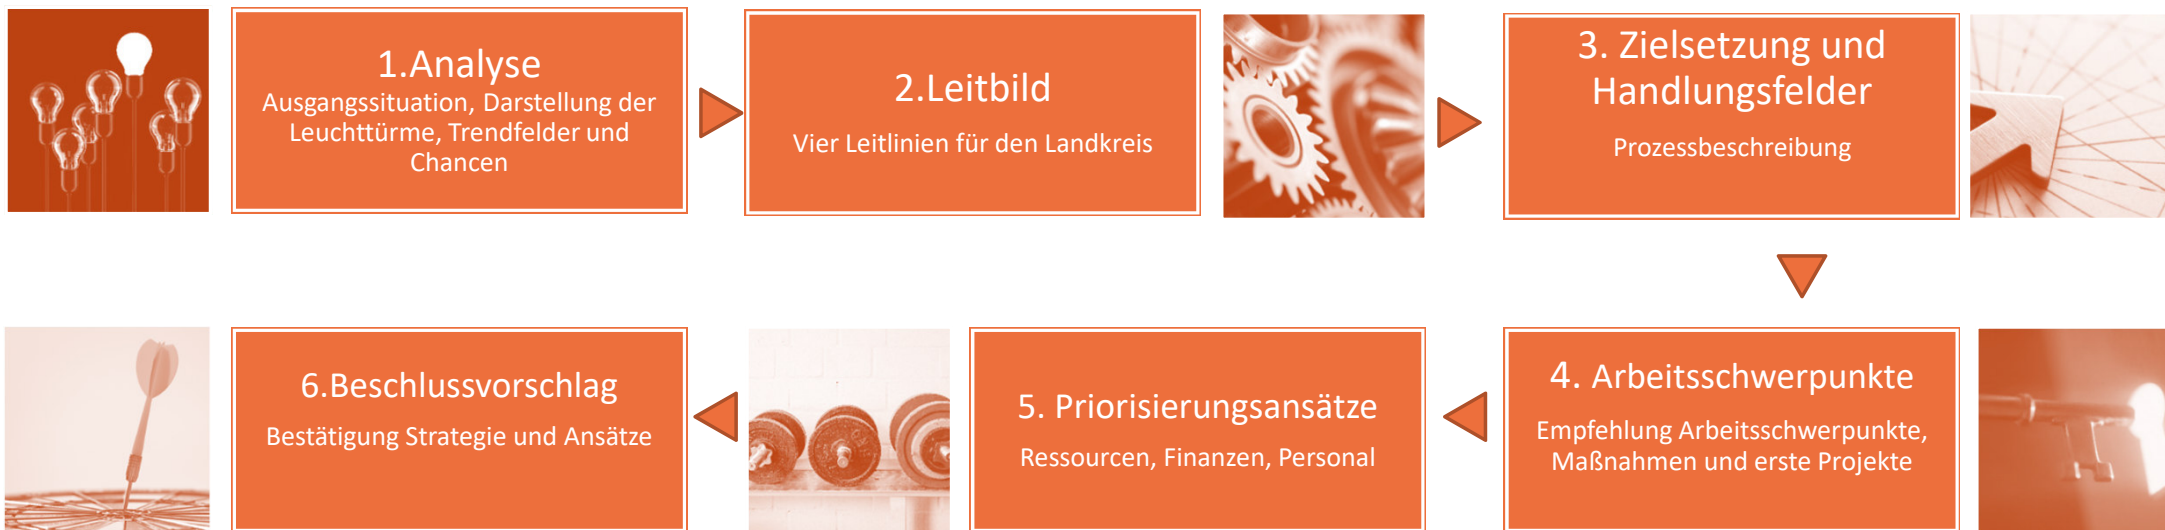 1.Analyse
Ausgangssituation, Darstellung der
Leuchttürme, Trendfelder und
Chancen
2.Leitbild
Vier Leitlinien für den Landkreis
3. Zielsetzung und
Handlungsfelder
Prozessbeschreibung
4. Arbeitsschwerpunkte
Empfehlung Arbeitsschwerpunkte,
Maßnahmen und erste Projekte
5. Priorisierungsansätze
Ressourcen, Finanzen, Personal
6.Beschlussvorschlag
Bestätigung Strategie und Ansätze